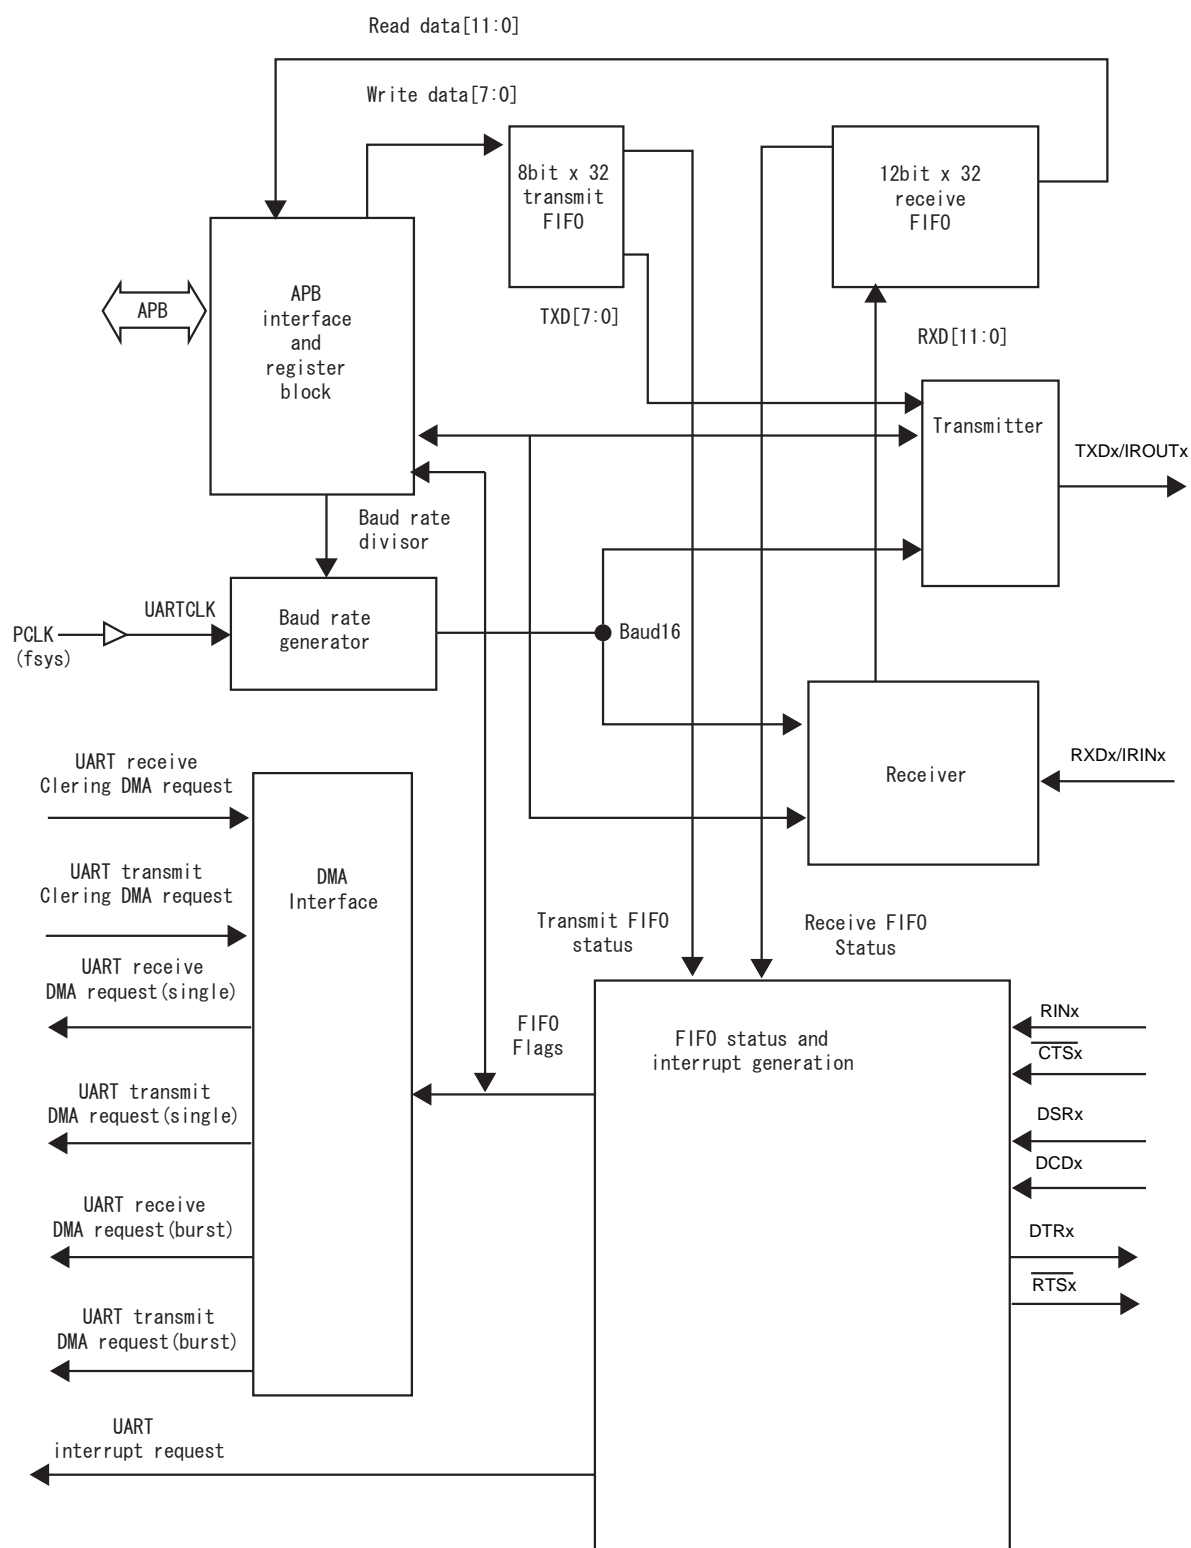 Read data[11:0]
Write data[7:0]
8bit x 32
transmit
FIFO
12bit x 32
receive
FIFO
APB
APB
interface
and
register
block
TXD[7:0]
RXD[11:0]
Transmitter
TXDx/IROUTx
Baud rate
divisor
UARTCLK
PCLK
(fsys)
Baud rate
generator
Baud16
Receiver
RXDx/IRINx
UART receive
Clering DMA request
UART transmit
Clering DMA request
DMA
Interface
UART receive
DMA request(single)
UART transmit
DMA request(single)
UART receive
DMA request(burst)
UART transmit
DMA request(burst)
UART
interrupt request
Transmit FIFO
status
Receive FIFO
Status
FIFO
Flags
FIFO status and
interrupt generation
RINx
CTSx
DSRx
DCDx
DTRx
RTSx